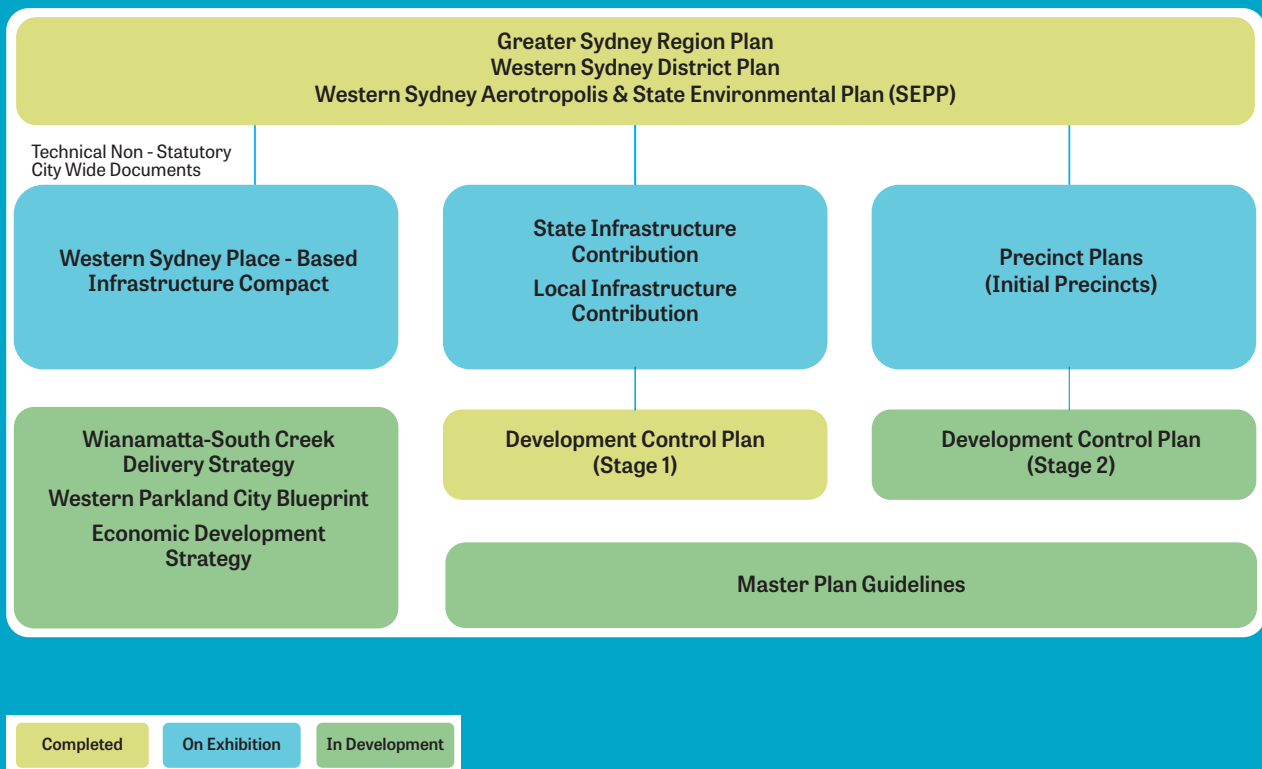 Greater Sydney Region Plan
Western Sydney District Plan
Western Sydney Aerotropolis & State Environmental Plan (SEPP)
Technical Non - Statutory
City Wide Documents
Western Sydney Place - Based
Infrastructure Compact
State Infrastructure
Contribution
Local Infrastructure
Contribution
Precinct Plans
(Initial Precincts)
Wianamatta-South Creek
Delivery Strategy
Western Parkland City Blueprint
Economic Development
Strategy
Development Control Plan
(Stage 1)
Development Control Plan
(Stage 2)
Master Plan Guidelines
Completed
On Exhibition
In Development